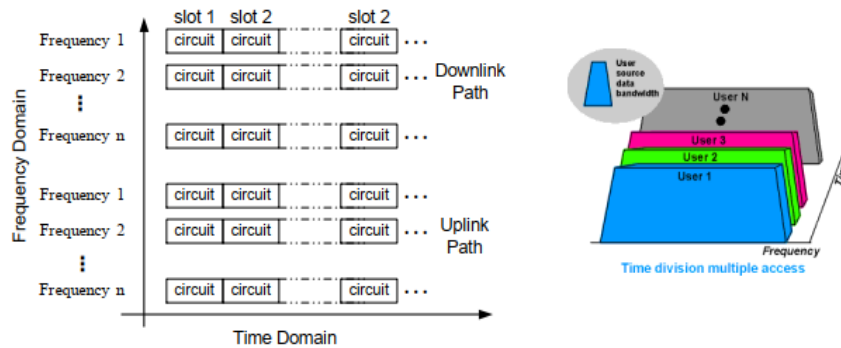 slot 1 slot 2 slot 2
Frequency 1 circuit circuit circuit ...
Frequency 2 circuit circuit circuit ...
Downlink
Path
Frequency n circuit circuit circuit ...
Frequency 1 circuit circuit circuit ...
Frequency 2 circuit circuit circuit ...
Uplink
Path
Frequency n circuit circuit circuit ...
Frequency Domain
Time Domain
User
source
data
bandwidth
User N
User 3
User 2
User 1
Frequency
Time division multiple access